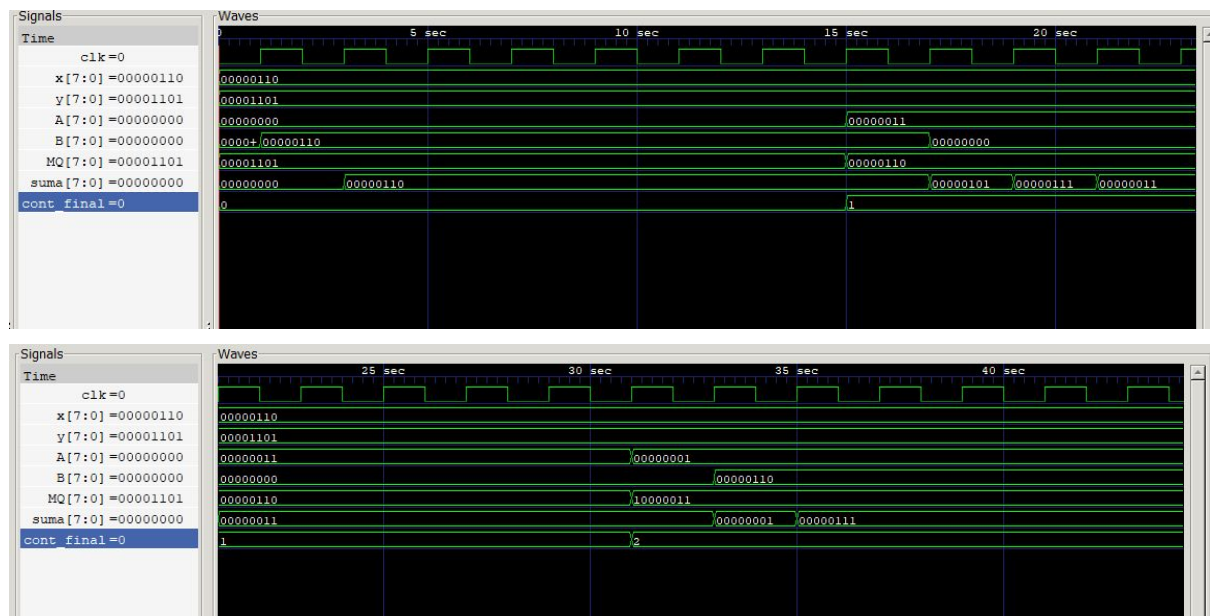 Signals
Waves
Time
5 sec 10 sec 15 sec 20 sec
clk=0
x[7:0] =00000110 00000110
y[7:0] =00001101 00001101
A[7:0] =00000000 00000000 00000011
B[7:0] =00000000 0000+ 00000110 00000000
MQ[7:0] =00001101 00001101 00000110
suma[7:0] =00000000 00000000 00000110 00000101 00000111 00000011
cont_final=0 0 1
Signals
Waves
Time
25 sec 30 sec 35 sec 40 sec
clk=0
x[7:0] =00000110 00000110
y[7:0] =00001101 00001101
A[7:0] =00000000 00000011 00000001
B[7:0] =00000000 00000000 00000110
MQ[7:0] =00001101 00000110 10000011
suma[7:0] =00000000 00000011 00000001 00000111
cont_final=0 1 2